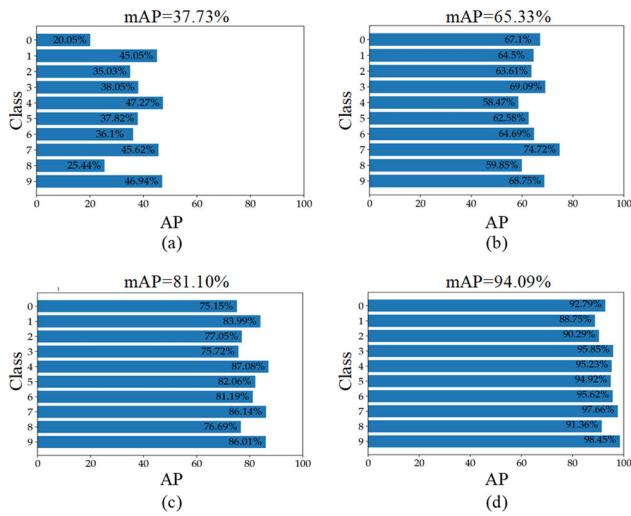 mAP=37.73%
Class
0 20.05%
1 45.05%
2 35.03%
3 38.05%
4 47.27%
5 37.82%
6 36.1%
7 45.62%
8 25.44%
9 46.94%
0 20 40 60 80 100
AP
(a)
mAP=65.33%
Class
0 67.1%
1 64.5%
2 63.61%
3 69.09%
4 58.47%
5 62.58%
6 64.69%
7 74.72%
8 59.85%
9 68.75%
0 20 40 60 80 100
AP
(b)
mAP=81.10%
Class
0 75.15%
1 83.99%
2 77.05%
3 75.72%
4 87.08%
5 82.06%
6 81.19%
7 86.14%
8 76.69%
9 86.01%
0 20 40 60 80 100
AP
(c)
mAP=94.09%
Class
0 92.79%
1 88.75%
2 90.29%
3 95.85%
4 95.23%
5 94.92%
6 95.62%
7 97.66%
8 91.36%
9 98.45%
0 20 40 60 80 100
AP
(d)